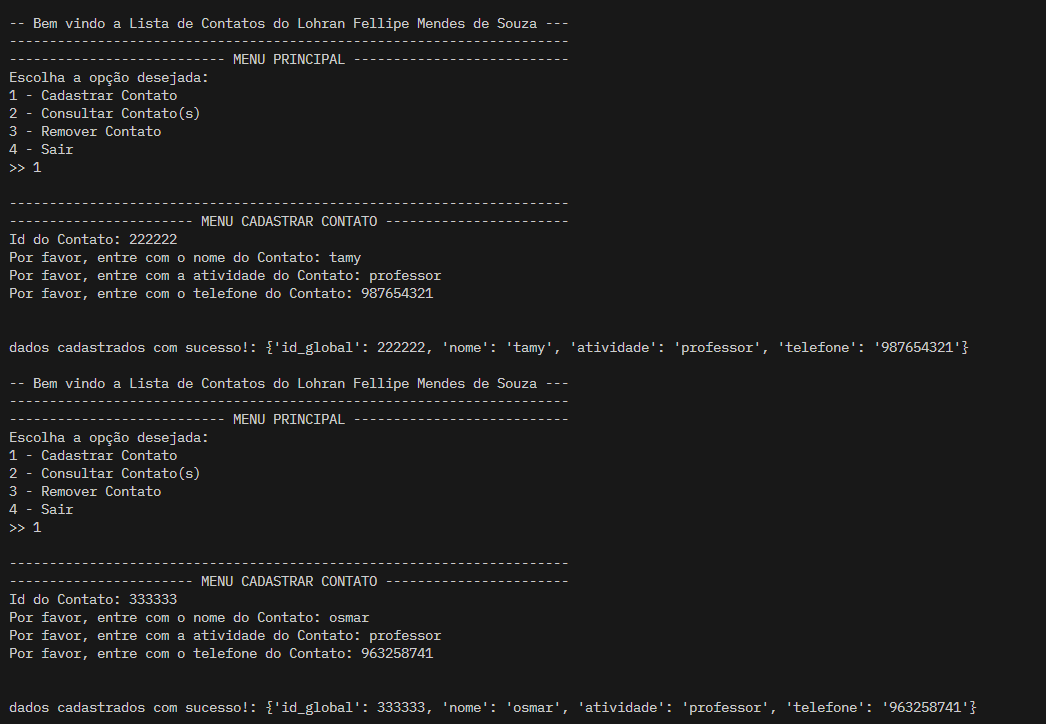 -- Bem vindo a Lista de Contatos do Lohran Fellipe Mendes de Souza ---
----------------------------------------------------------------------
--------------------------- MENU PRINCIPAL ---------------------------
Escolha a opção desejada:
1 - Cadastrar Contato
2 - Consultar Contato(s)
3 - Remover Contato
4 - Sair
>> 1
----------------------------------------------------------------------
----------------------- MENU CADASTRAR CONTATO -----------------------
Id do Contato: 222222
Por favor, entre com o nome do Contato: tamy
Por favor, entre com a atividade do Contato: professor
Por favor, entre com o telefone do Contato: 987654321
dados cadastrados com sucesso!: {'id_global': 222222, 'nome': 'tamy', 'atividade': 'professor', 'telefone': '987654321'}
-- Bem vindo a Lista de Contatos do Lohran Fellipe Mendes de Souza ---
----------------------------------------------------------------------
--------------------------- MENU PRINCIPAL ---------------------------
Escolha a opção desejada:
1 - Cadastrar Contato
2 - Consultar Contato(s)
3 - Remover Contato
4 - Sair
>> 1
----------------------------------------------------------------------
----------------------- MENU CADASTRAR CONTATO -----------------------
Id do Contato: 333333
Por favor, entre com o nome do Contato: osmar
Por favor, entre com a atividade do Contato: professor
Por favor, entre com o telefone do Contato: 963258741
dados cadastrados com sucesso!: {'id_global': 333333, 'nome': 'osmar', 'atividade': 'professor', 'telefone': '963258741'}